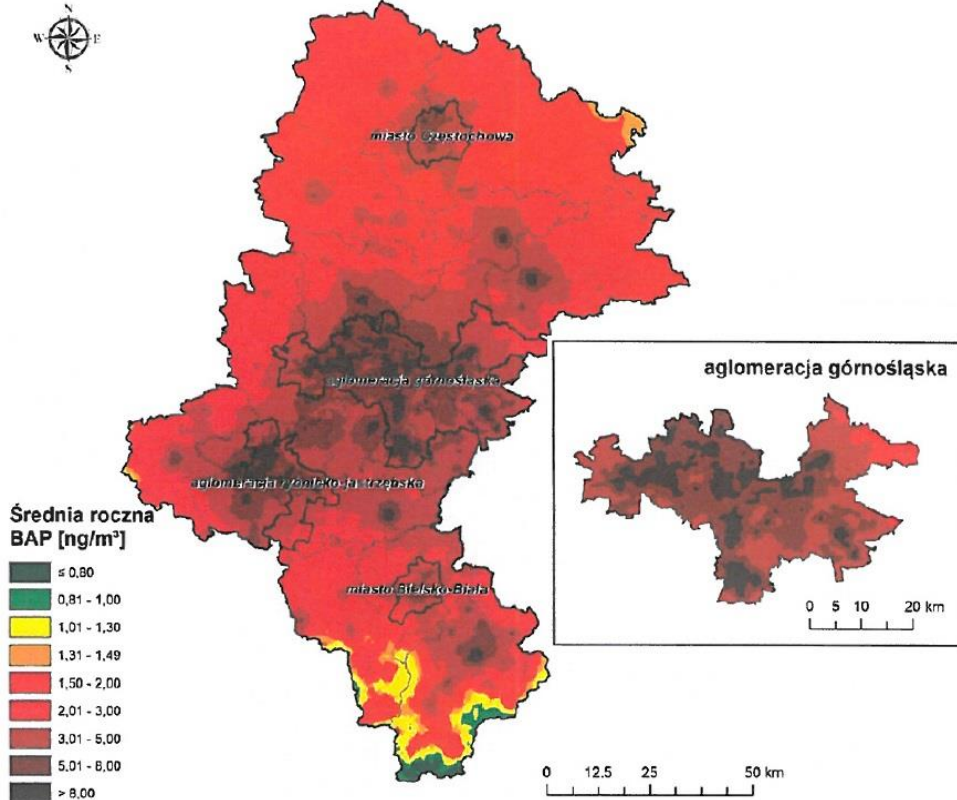 N
W E
S
miasto Częstochowa
aglomeracja górnośląska
aglomeracja górnośląska
aglomeracja rybnicko-jastrzębska
Średnia roczna
BAP [ng/m³]
≤ 0,80
0,81 - 1,00
1,01 - 1,30
1,31 - 1,49
1,50 - 2,00
2,01 - 3,00
3,01 - 5,00
5,01 - 8,00
> 8,00
miasto Bielsko-Biała
0 5 10 20 km
0 12.5 25 50 km